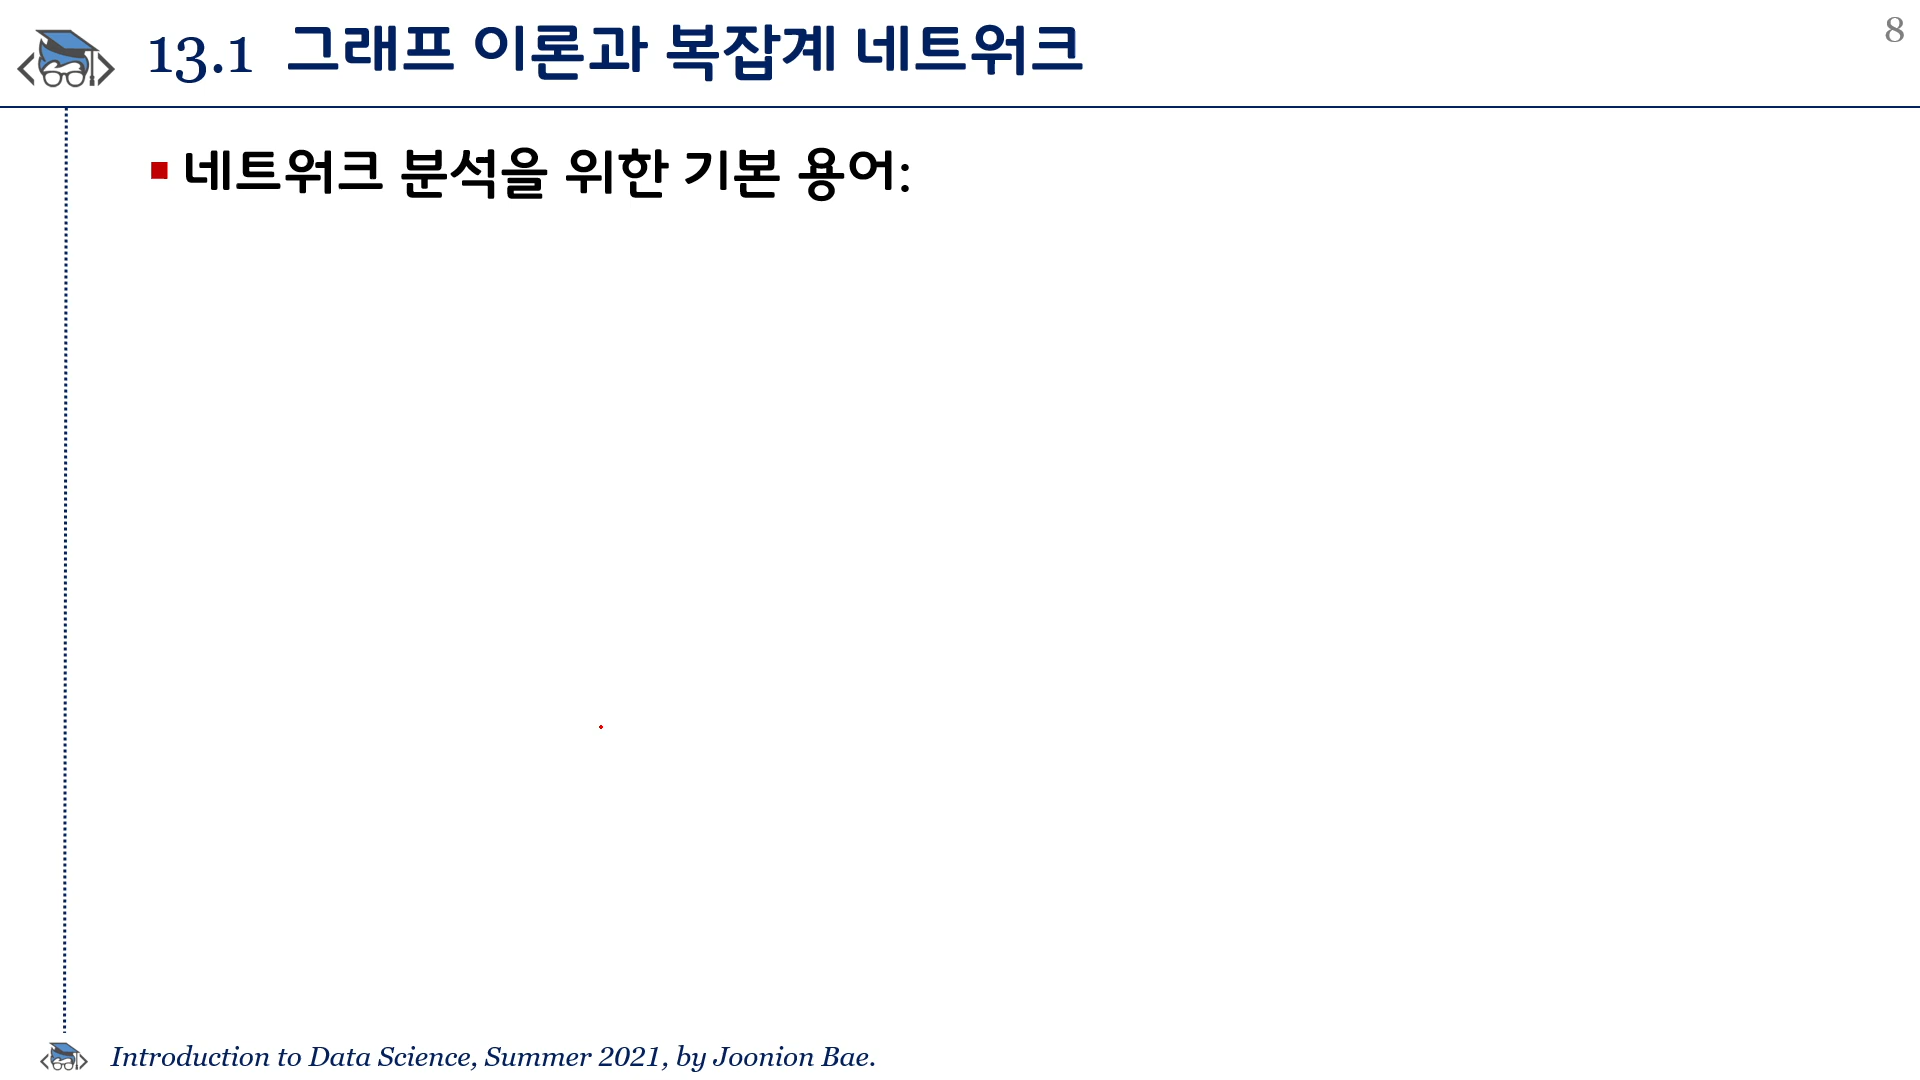 13.1 그래프 이론과 복잡계 네트워크
8
네트워크 분석을 위한 기본 용어:
Introduction to Data Science, Summer 2021, by Joonion Bae.